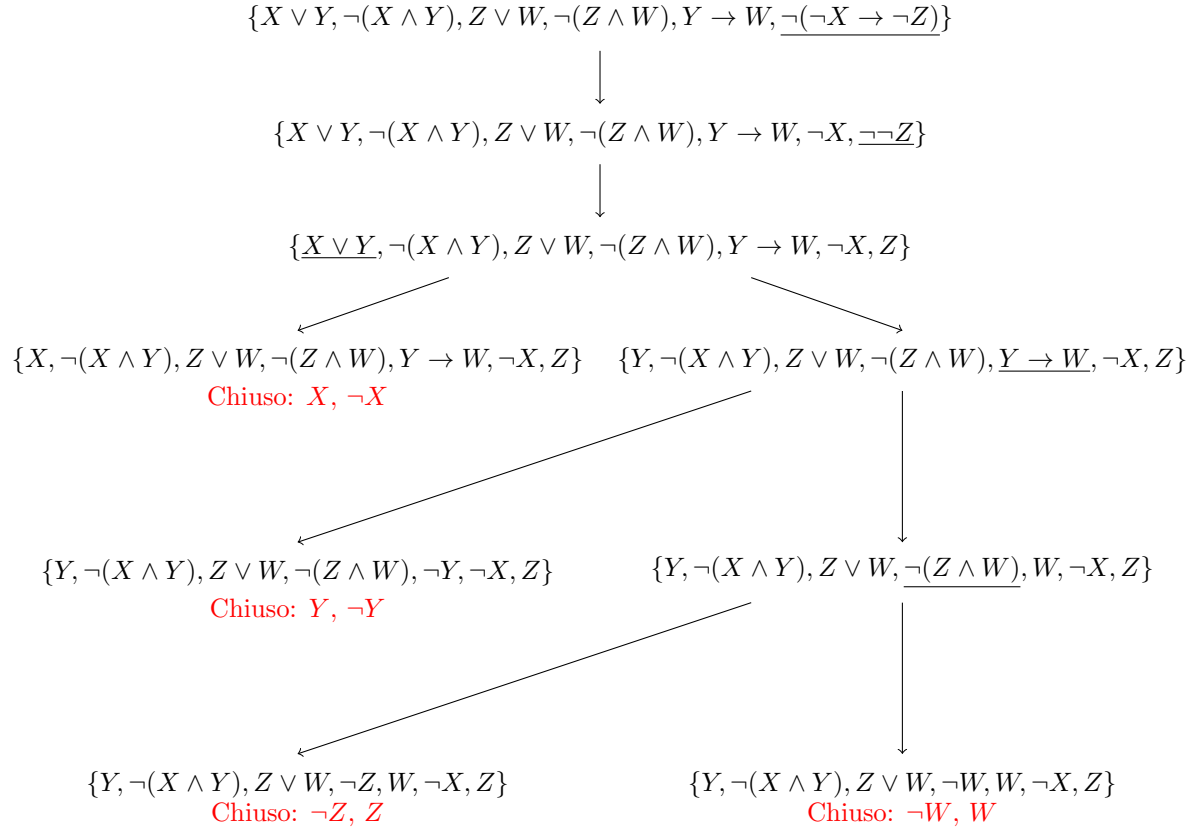 {X ∨ Y, ¬(X ∧ Y), Z ∨ W, ¬(Z ∧ W), Y → W, ¬(¬X → ¬Z)}
{X ∨ Y, ¬(X ∧ Y), Z ∨ W, ¬(Z ∧ W), Y → W, ¬X, ¬¬Z}
{X ∨ Y, ¬(X ∧ Y), Z ∨ W, ¬(Z ∧ W), Y → W, ¬X, Z}
{X, ¬(X ∧ Y), Z ∨ W, ¬(Z ∧ W), Y → W, ¬X, Z}
Chiuso: X, ¬X
{Y, ¬(X ∧ Y), Z ∨ W, ¬(Z ∧ W), Y → W, ¬X, Z}
{Y, ¬(X ∧ Y), Z ∨ W, ¬(Z ∧ W), ¬Y, ¬X, Z}
Chiuso: Y, ¬Y
{Y, ¬(X ∧ Y), Z ∨ W, ¬(Z ∧ W), W, ¬X, Z}
{Y, ¬(X ∧ Y), Z ∨ W, ¬Z, W, ¬X, Z}
Chiuso: ¬Z, Z
{Y, ¬(X ∧ Y), Z ∨ W, ¬W, W, ¬X, Z}
Chiuso: ¬W, W